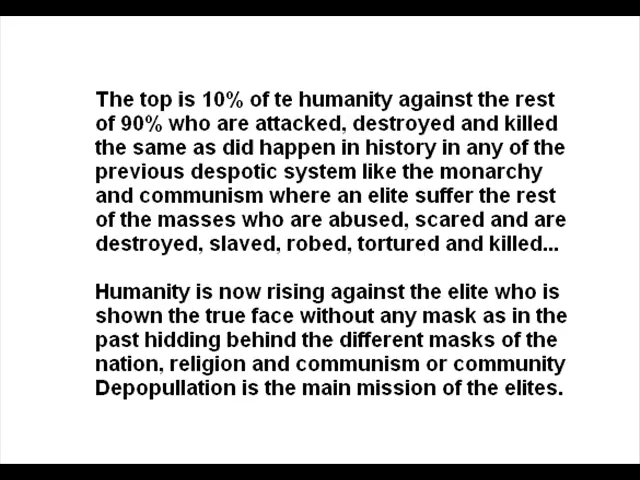 The top is 10% of te humanity against the rest
of 90% who are attacked, destroyed and killed
the same as did happen in history in any of the
previous despotic system like the monarchy
and communism where an elite suffer the rest
of the masses who are abused, scared and are
destroyed, slaved, robed, tortured and killed...
Humanity is now rising against the elite who is
shown the true face without any mask as in the
past hidding behind the different masks of the
nation, religion and communism or community
Depopullation is the main mission of the elites.